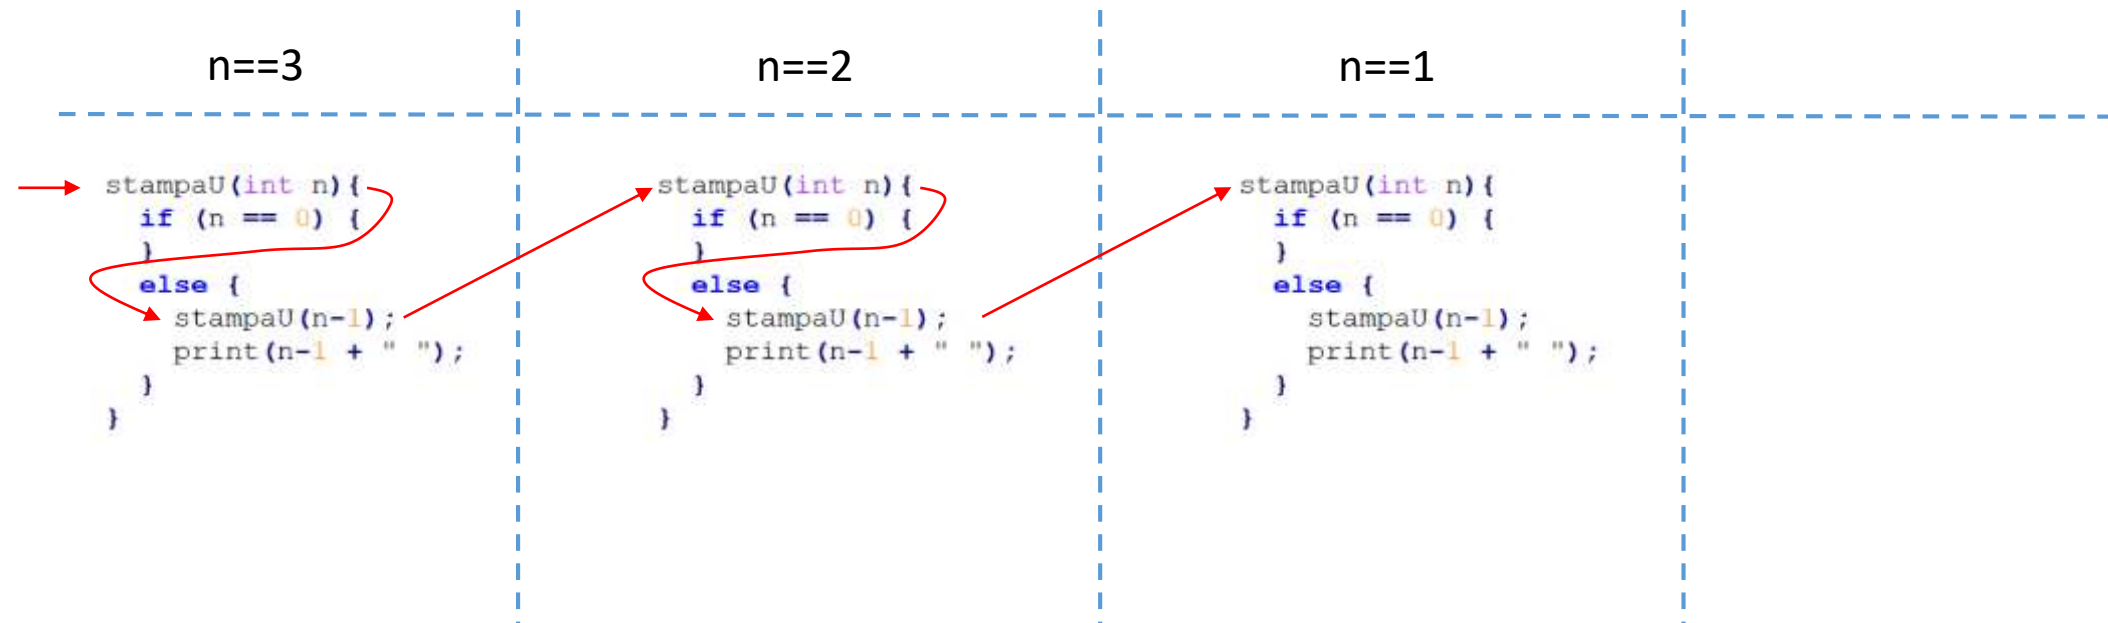 n==3
stampaU(int n){
if (n == 0) {
}
else {
stampaU(n-1);
print(n-1 + " ");
}
}
n==2
stampaU(int n){
if (n == 0) {
}
else {
stampaU(n-1);
print(n-1 + " ");
}
}
n==1
stampaU(int n){
if (n == 0) {
}
else {
stampaU(n-1);
print(n-1 + " ");
}
}